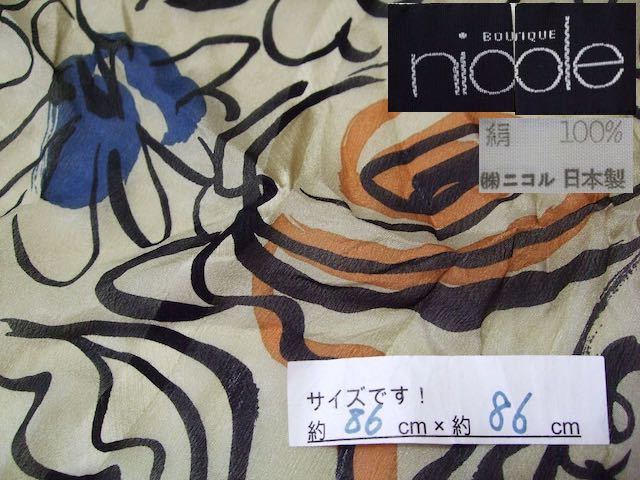 BOUTIQUE
nicole
絹 100%
㈱ニコル 日本製
サイズです！
約 86 cm × 約 86 cm